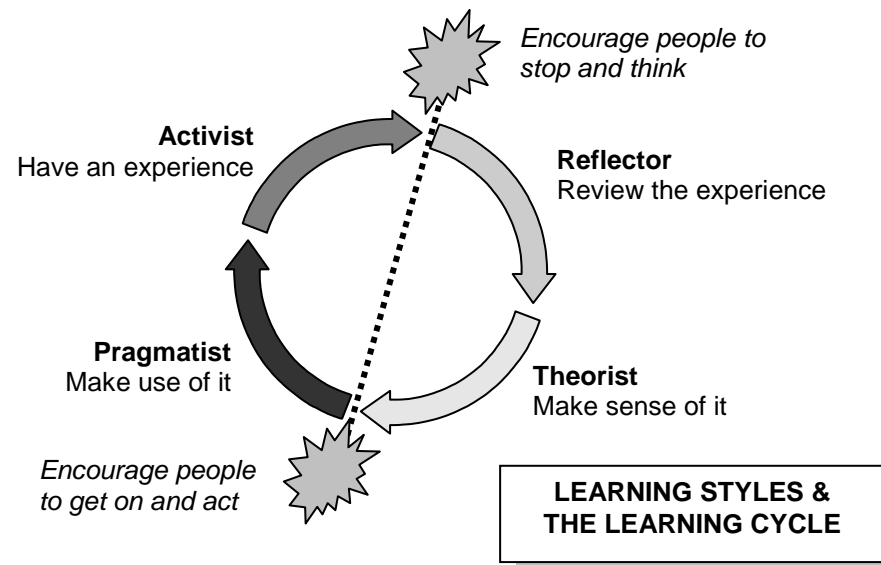 Encourage people to
stop and think
Activist
Have an experience
Reflector
Review the experience
Pragmatist
Make use of it
Theorist
Make sense of it
Encourage people
to get on and act
LEARNING STYLES &
THE LEARNING CYCLE